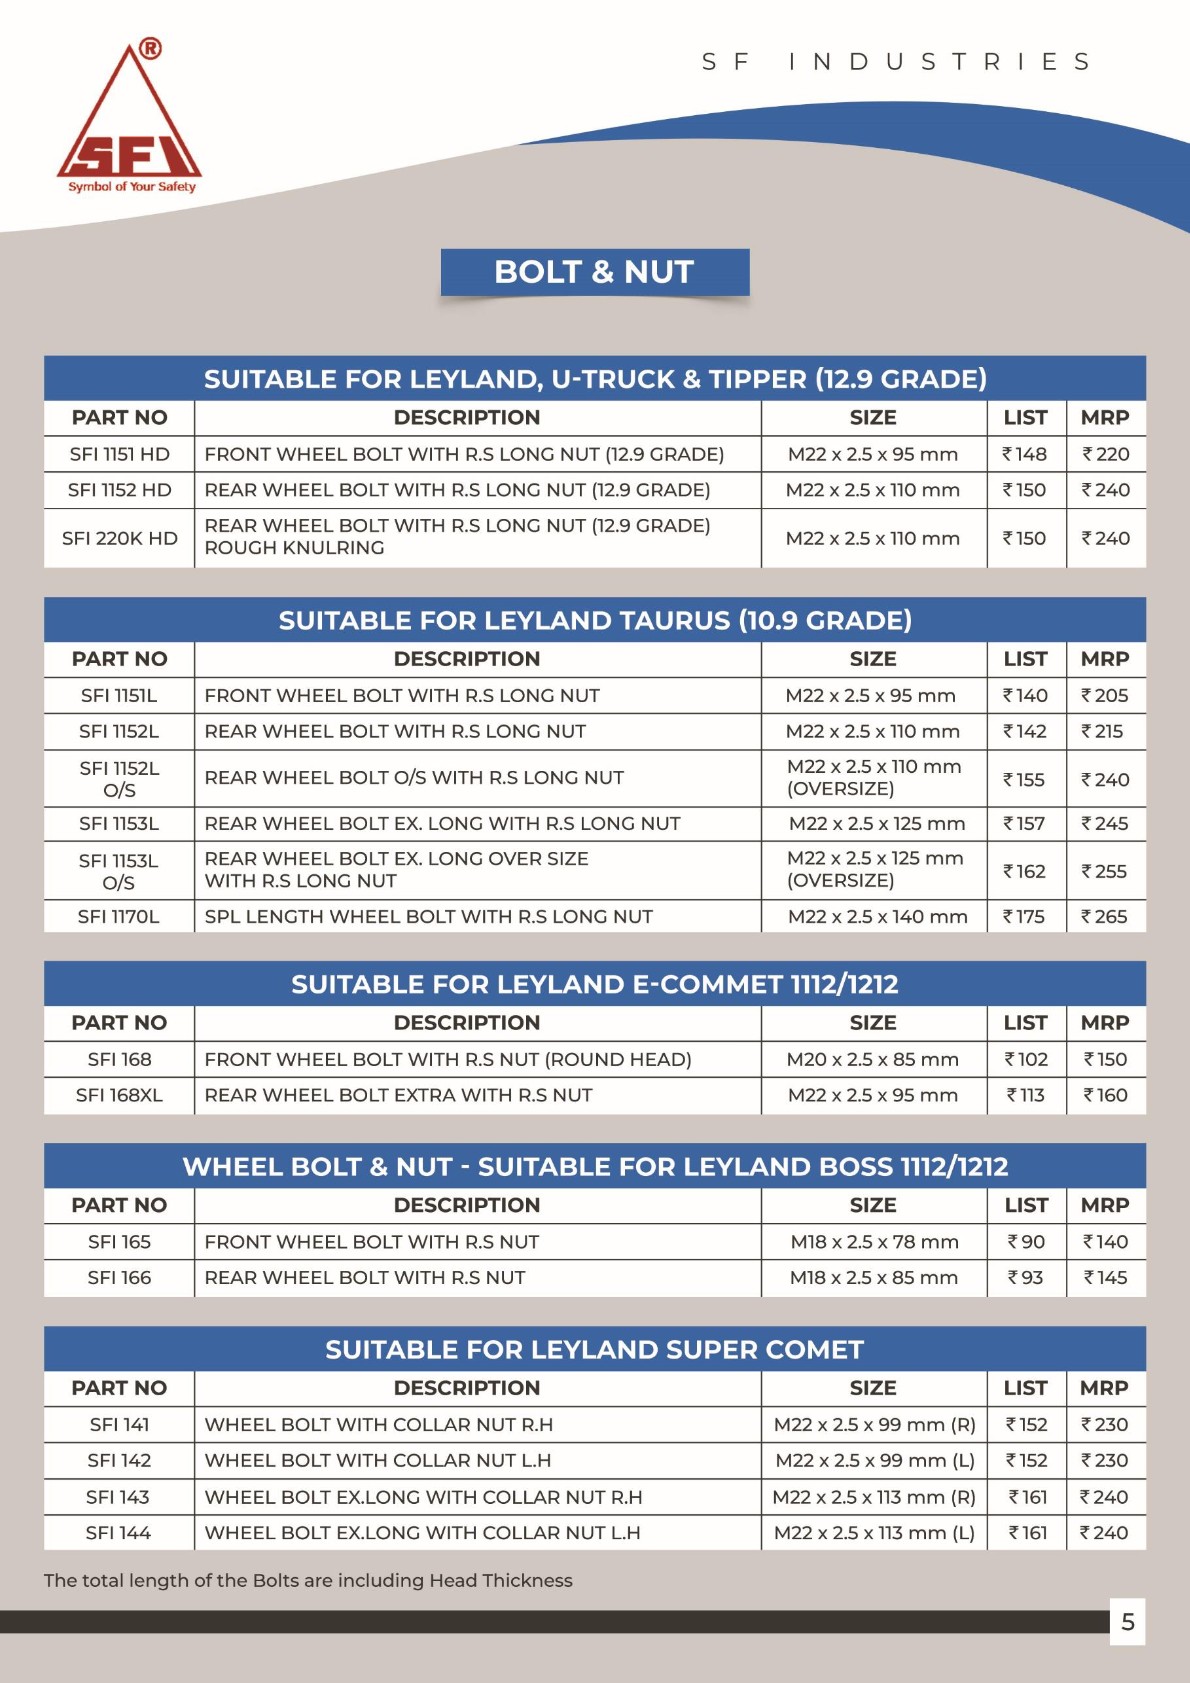 ®
SFI
Symbol of Your Safety
SF INDUSTRIES
BOLT & NUT
SUITABLE FOR LEYLAND, U-TRUCK & TIPPER (12.9 GRADE)
PART NO DESCRIPTION SIZE LIST MRP
SFI 1151 HD FRONT WHEEL BOLT WITH R.S LONG NUT (12.9 GRADE) M22 x 2.5 x 95 mm ₹148 ₹220
SFI 1152 HD REAR WHEEL BOLT WITH R.S LONG NUT (12.9 GRADE) M22 x 2.5 x 110 mm ₹150 ₹240
SFI 220K HD REAR WHEEL BOLT WITH R.S LONG NUT (12.9 GRADE)
ROUGH KNULRING M22 x 2.5 x 110 mm ₹150 ₹240
SUITABLE FOR LEYLAND TAURUS (10.9 GRADE)
PART NO DESCRIPTION SIZE LIST MRP
SFI 1151L FRONT WHEEL BOLT WITH R.S LONG NUT M22 x 2.5 x 95 mm ₹140 ₹205
SFI 1152L REAR WHEEL BOLT WITH R.S LONG NUT M22 x 2.5 x 110 mm ₹142 ₹215
SFI 1152L
O/S REAR WHEEL BOLT O/S WITH R.S LONG NUT M22 x 2.5 x 110 mm
(OVERSIZE) ₹155 ₹240
SFI 1153L REAR WHEEL BOLT EX. LONG WITH R.S LONG NUT M22 x 2.5 x 125 mm ₹157 ₹245
SFI 1153L
O/S REAR WHEEL BOLT EX. LONG OVER SIZE
WITH R.S LONG NUT M22 x 2.5 x 125 mm
(OVERSIZE) ₹162 ₹255
SFI 1170L SPL LENGTH WHEEL BOLT WITH R.S LONG NUT M22 x 2.5 x 140 mm ₹175 ₹265
SUITABLE FOR LEYLAND E-COMMET 1112/1212
PART NO DESCRIPTION SIZE LIST MRP
SFI 168 FRONT WHEEL BOLT WITH R.S NUT (ROUND HEAD) M20 x 2.5 x 85 mm ₹102 ₹150
SFI 168XL REAR WHEEL BOLT EXTRA WITH R.S NUT M22 x 2.5 x 95 mm ₹113 ₹160
WHEEL BOLT & NUT - SUITABLE FOR LEYLAND BOSS 1112/1212
PART NO DESCRIPTION SIZE LIST MRP
SFI 165 FRONT WHEEL BOLT WITH R.S NUT M18 x 2.5 x 78 mm ₹90 ₹140
SFI 166 REAR WHEEL BOLT WITH R.S NUT M18 x 2.5 x 85 mm ₹93 ₹145
SUITABLE FOR LEYLAND SUPER COMET
PART NO DESCRIPTION SIZE LIST MRP
SFI 141 WHEEL BOLT WITH COLLAR NUT R.H M22 x 2.5 x 99 mm (R) ₹152 ₹230
SFI 142 WHEEL BOLT WITH COLLAR NUT L.H M22 x 2.5 x 99 mm (L) ₹152 ₹230
SFI 143 WHEEL BOLT EX.LONG WITH COLLAR NUT R.H M22 x 2.5 x 113 mm (R) ₹161 ₹240
SFI 144 WHEEL BOLT EX.LONG WITH COLLAR NUT L.H M22 x 2.5 x 113 mm (L) ₹161 ₹240
The total length of the Bolts are including Head Thickness
5